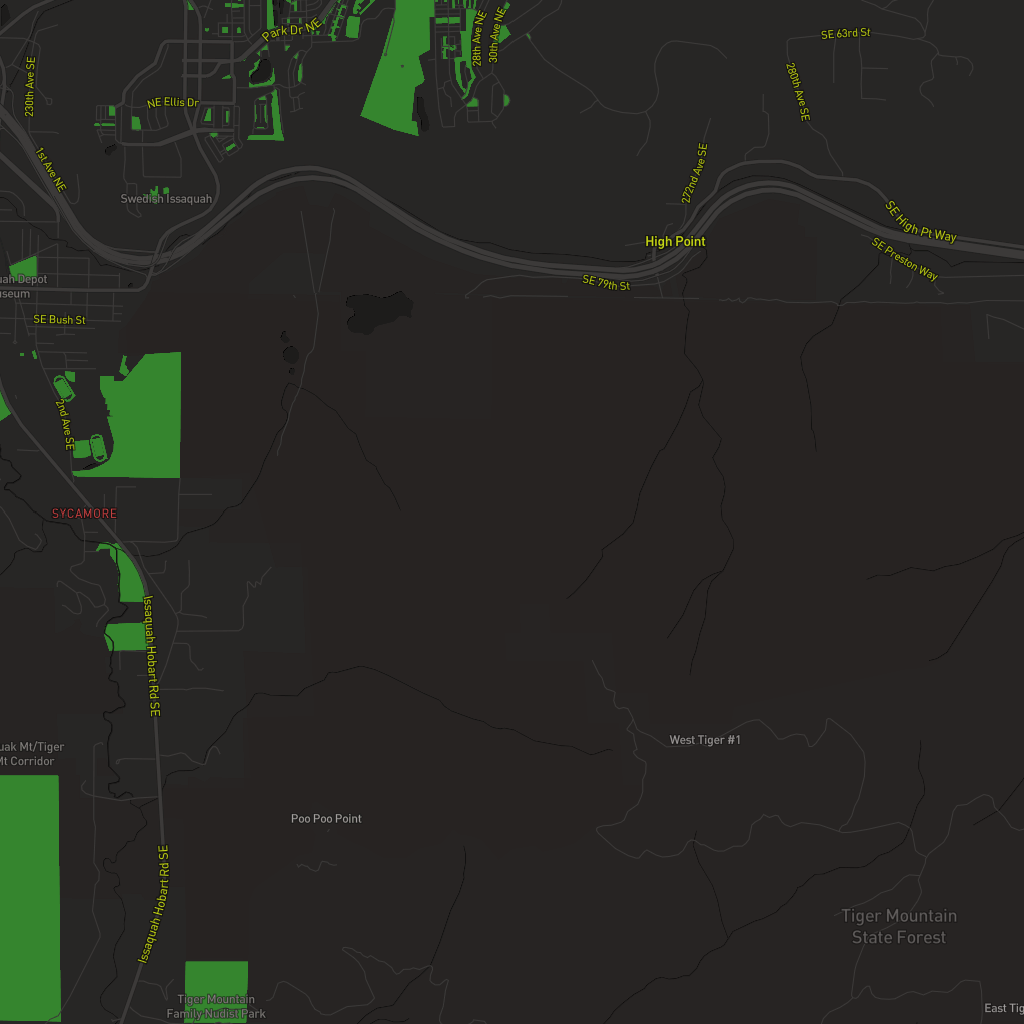 Park Dr NE
28th Ave NE
30th Ave NE
SE 63rd St
230th Ave SE
NE Ellis Dr
280th Ave SE
1st Ave NE
272nd Ave SE
Swedish Issaquah
SE High Pt Way
High Point
SE Preston Way
uah Depot
useum
SE 79th St
SE Bush St
2nd Ave SE
SYCAMORE
Issaquah Hobart Rd SE
West Tiger #1
uak Mt/Tiger
Mt Corridor
Poo Poo Point
Issaquah Hobart Rd SE
Tiger Mountain
State Forest
Tiger Mountain
Family Nudist Park
East Tig